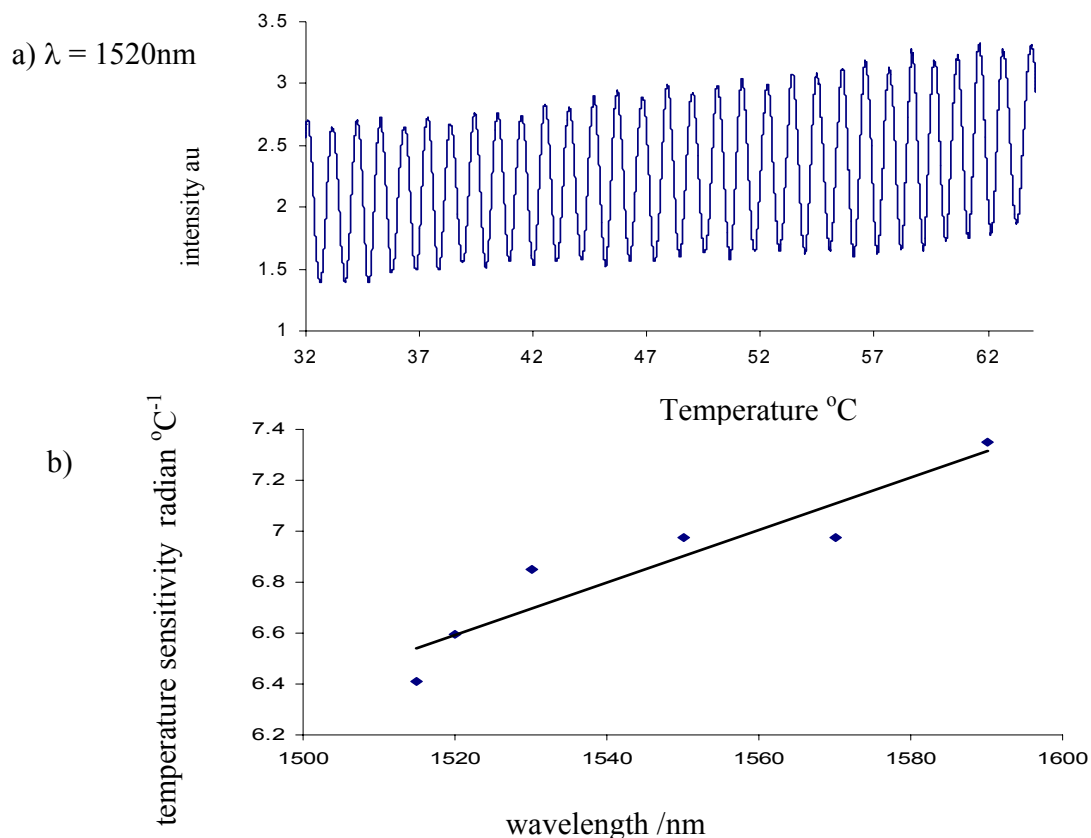 a) λ = 1520nm
intensity au
3.5
3
2.5
2
1.5
1
32 37 42 47 52 57 62
Temperature °C
b)
temperature sensitivity radian °C⁻¹
7.4
7.2
7
6.8
6.6
6.4
6.2
1500 1520 1540 1560 1580 1600
wavelength /nm